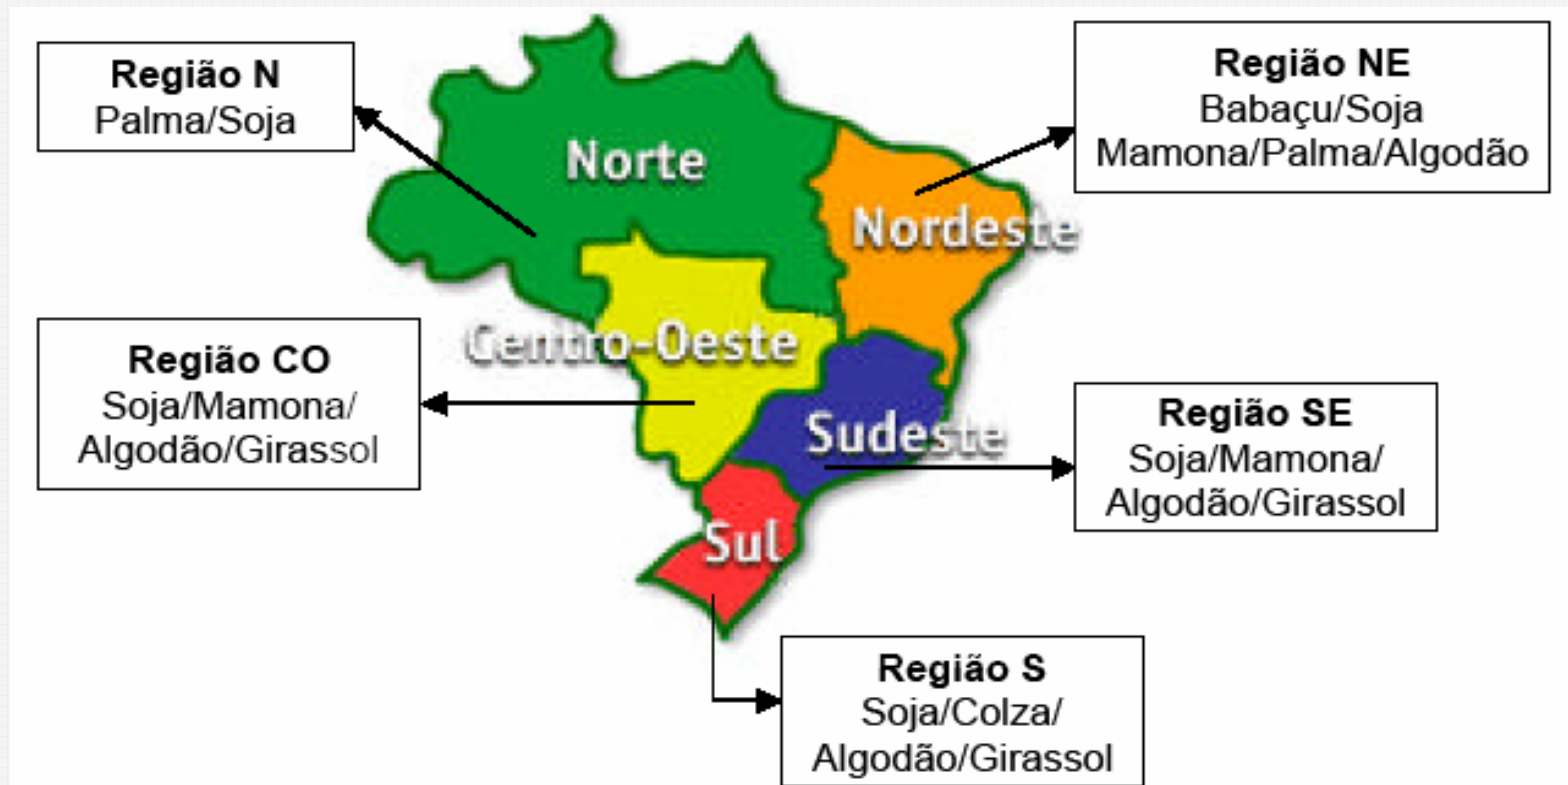 Região N
Palma/Soja
Região NE
Babaçu/Soja
Mamona/Palma/Algodão
Norte
Nordeste
Região CO
Soja/Mamona/
Algodão/Girassol
Centro-Oeste
Sudeste
Região SE
Soja/Mamona/
Algodão/Girassol
Sul
Região S
Soja/Colza/
Algodão/Girassol